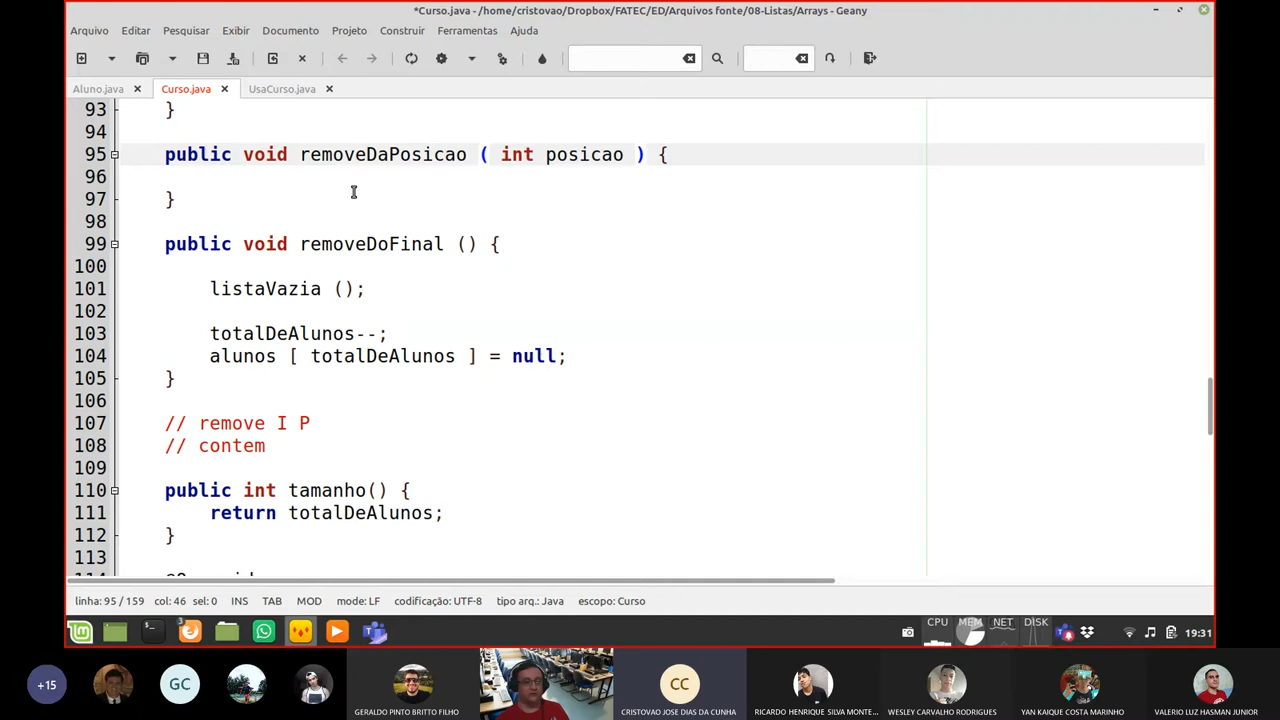 *Curso.java - /home/cristovao/Dropbox/FATEC/ED/Arquivos fonte/08-Listas/Arrays - Geany
Arquivo Editar Pesquisar Exibir Documento Projeto Construir Ferramentas Ajuda
Aluno.java Curso.java UsaCurso.java
93 }
94
95 public void removeDaPosicao ( int posicao ) {
96
97 }
98
99 public void removeDoFinal () {
100
101 listaVazia ();
102
103 totalDeAlunos--;
104 alunos [ totalDeAlunos ] = null;
105 }
106
107 // remove I P
108 // contem
109
110 public int tamanho() {
111 return totalDeAlunos;
112 }
113
linha: 95 / 159 col: 46 sel: 0 INS TAB MOD mode: LF codificação: UTF-8 tipo arq.: Java escopo: Curso
3 CPU MEM NET DISK 19:31
+15 GC CC
GERALDO PINTO BRITTO FILHO CRISTOVAO JOSE DIAS DA CUNHA RICARDO HENRIQUE SILVA MONTE... WESLEY CARVALHO RODRIGUES YAN KAIQUE COSTA MARINHO VALERIO LUZ HASMAN JUNIOR